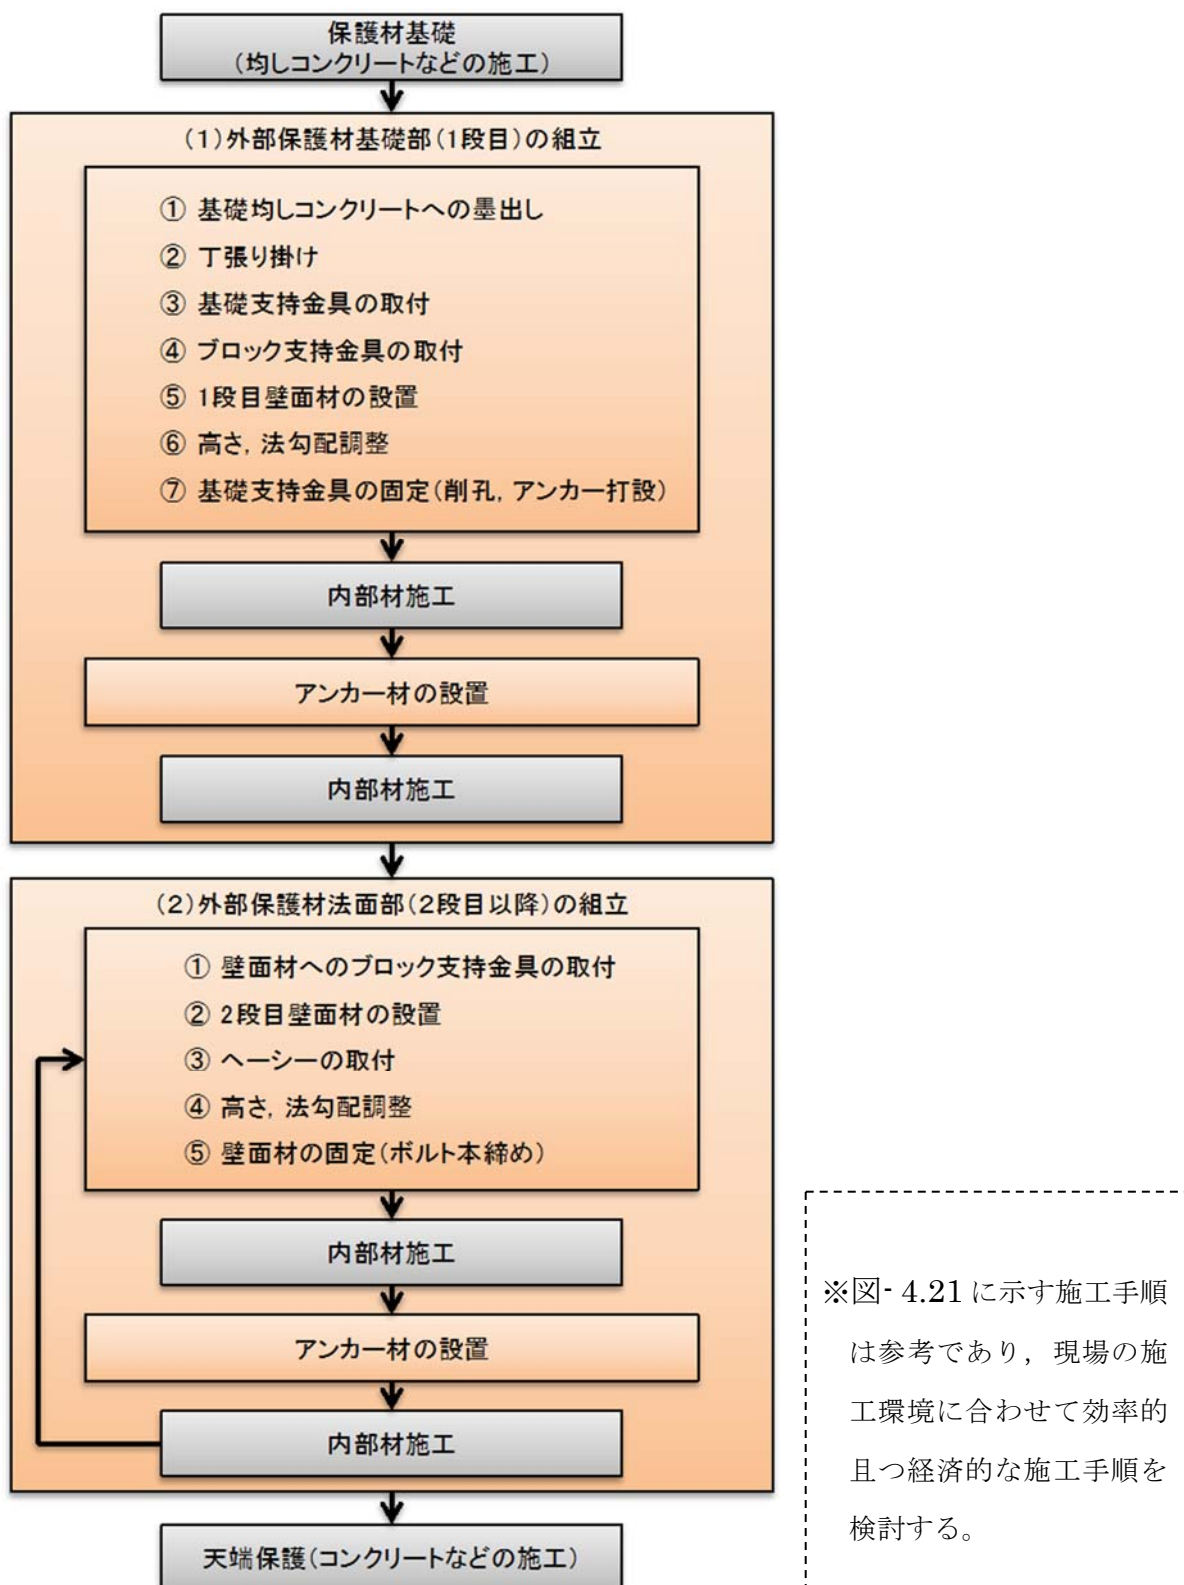 保護材基礎
（均しコンクリートなどの施工）
（1）外部保護材基礎部（1段目）の組立
① 基礎均しコンクリートへの墨出し
② 丁張り掛け
③ 基礎支持金具の取付
④ ブロック支持金具の取付
⑤ 1段目壁面材の設置
⑥ 高さ，法勾配調整
⑦ 基礎支持金具の固定（削孔，アンカー打設）
内部材施工
アンカー材の設置
内部材施工
（2）外部保護材法面部（2段目以降）の組立
① 壁面材へのブロック支持金具の取付
② 2段目壁面材の設置
③ ヘーシーの取付
④ 高さ，法勾配調整
⑤ 壁面材の固定（ボルト本締め）
内部材施工
アンカー材の設置
内部材施工
天端保護（コンクリートなどの施工）
※図- 4.21 に示す施工手順
は参考であり，現場の施
工環境に合わせて効率的
且つ経済的な施工手順を
検討する。